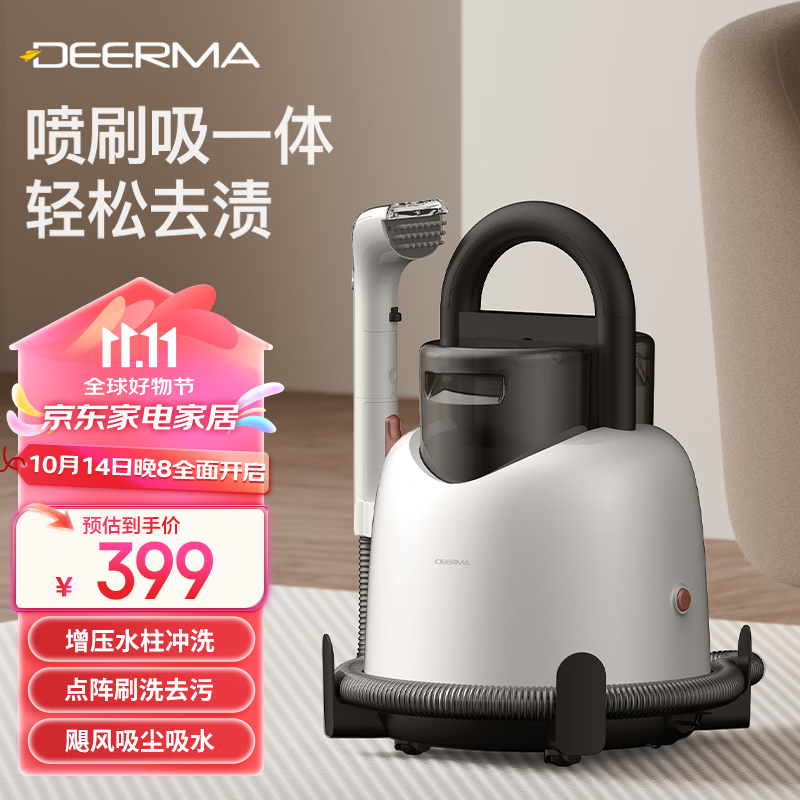 DEERMA
喷刷吸一体
轻松去渍
11.11
全球好物节
京东家电家居
10月14日晚8全面开启
预估到手价
¥399
增压水柱冲洗
点阵刷洗去污
飓风吸尘吸水
DEERMA